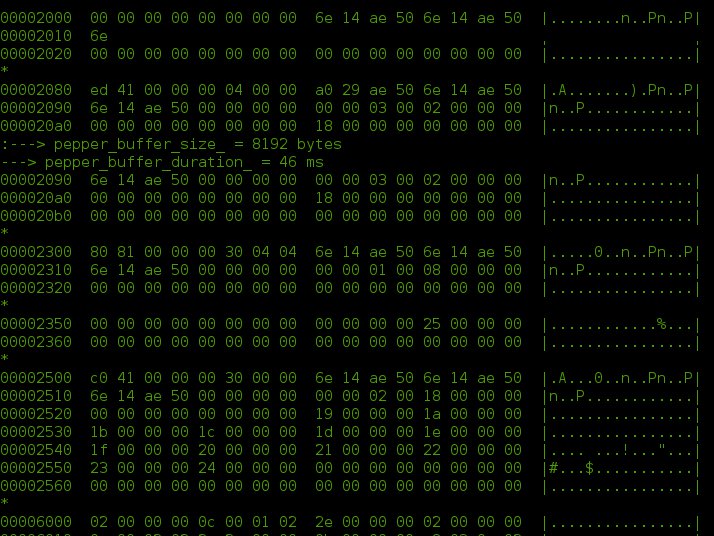 00002000 00 00 00 00 00 00 00 00 6e 14 ae 50 6e 14 ae 50 |........n..Pn..P|
00002010 6e
00002020 00 00 00 00 00 00 00 00 00 00 00 00 00 00 00 00 |................|
*
00002080 ed 41 00 00 00 04 00 00 a0 29 ae 50 6e 14 ae 50 |.A.......).Pn..P|
00002090 6e 14 ae 50 00 00 00 00 00 00 03 00 02 00 00 00 |n..P............|
000020a0 00 00 00 00 00 00 00 00 18 00 00 00 00 00 00 00 |................|
:---> pepper_buffer_size_ = 8192 bytes
---> pepper_buffer_duration_ = 46 ms
00002090 6e 14 ae 50 00 00 00 00 00 00 03 00 02 00 00 00 |n..P............|
000020a0 00 00 00 00 00 00 00 00 18 00 00 00 00 00 00 00 |................|
000020b0 00 00 00 00 00 00 00 00 00 00 00 00 00 00 00 00 |................|
*
00002300 80 81 00 00 00 30 04 04 6e 14 ae 50 6e 14 ae 50 |.....0..n..Pn..P|
00002310 6e 14 ae 50 00 00 00 00 00 00 01 00 08 00 00 00 |n..P............|
00002320 00 00 00 00 00 00 00 00 00 00 00 00 00 00 00 00 |................|
*
00002350 00 00 00 00 00 00 00 00 00 00 00 00 25 00 00 00 |............%...|
00002360 00 00 00 00 00 00 00 00 00 00 00 00 00 00 00 00 |................|
*
00002500 c0 41 00 00 00 30 00 00 6e 14 ae 50 6e 14 ae 50 |.A...0..n..Pn..P|
00002510 6e 14 ae 50 00 00 00 00 00 00 02 00 18 00 00 00 |n..P............|
00002520 00 00 00 00 00 00 00 00 19 00 00 00 1a 00 00 00 |................|
00002530 1b 00 00 00 1c 00 00 00 1d 00 00 00 1e 00 00 00 |................|
00002540 1f 00 00 00 20 00 00 00 21 00 00 00 22 00 00 00 |.... ...!..."...|
00002550 23 00 00 00 24 00 00 00 00 00 00 00 00 00 00 00 |#...$...........|
00002560 00 00 00 00 00 00 00 00 00 00 00 00 00 00 00 00 |................|
*
00006000 02 00 00 00 0c 00 01 02 2e 00 00 00 02 00 00 00 |................|